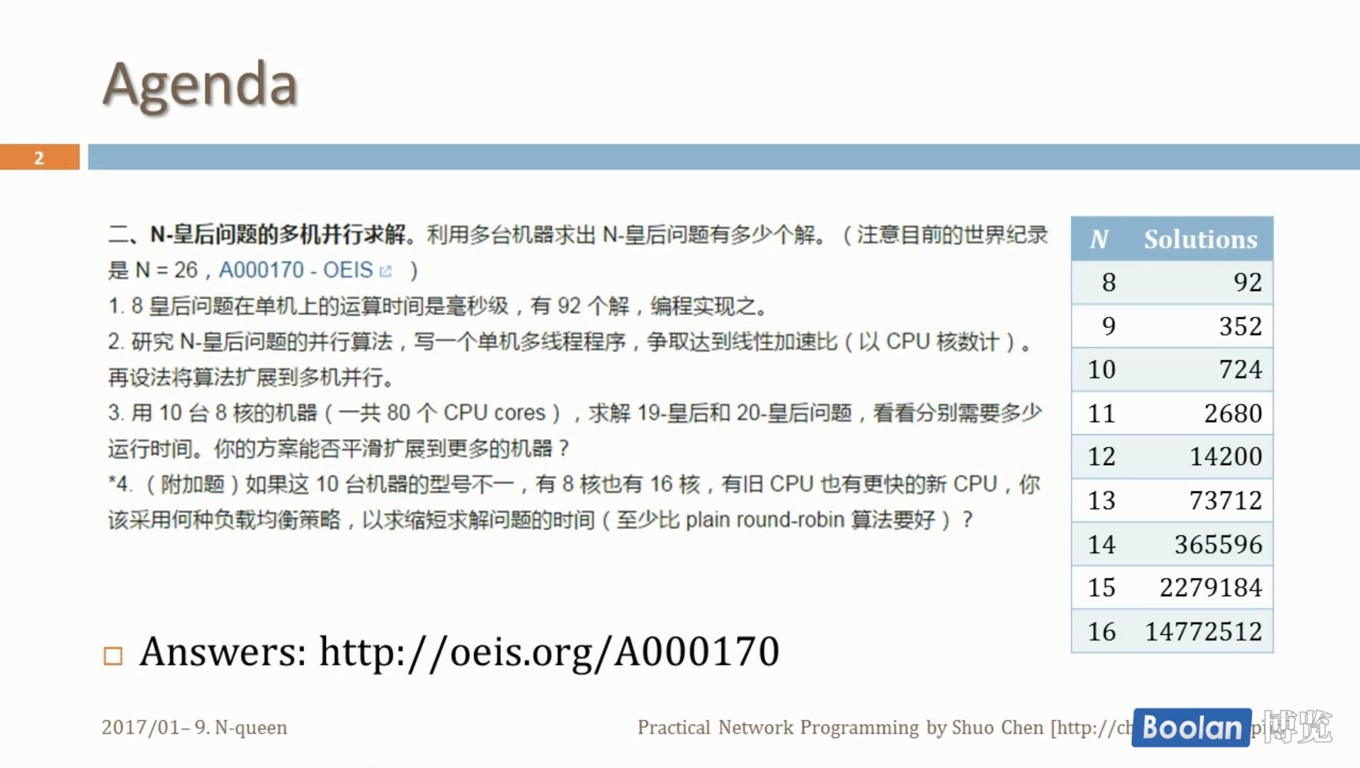 Agenda
2
二、N-皇后问题的多机并行求解。利用多台机器求出 N-皇后问题有多少个解。（注意目前的世界纪录
是 N = 26，A000170 - OEIS ）
1. 8 皇后问题在单机上的运算时间是毫秒级，有 92 个解，编程实现之。
2. 研究 N-皇后问题的并行算法，写一个单机多线程程序，争取达到线性加速比（以 CPU 核数计）。
再设法将算法扩展到多机并行。
3. 用 10 台 8 核的机器（一共 80 个 CPU cores），求解 19-皇后和 20-皇后问题，看看分别需要多少
运行时间。你的方案能否平滑扩展到更多的机器？
*4. （附加题）如果这 10 台机器的型号不一，有 8 核也有 16 核，有旧 CPU 也有更快的新 CPU，你
该采用何种负载均衡策略，以求缩短求解问题的时间（至少比 plain round-robin 算法要好）？
N Solutions
8 92
9 352
10 724
11 2680
12 14200
13 73712
14 365596
15 2279184
16 14772512
Answers: http://oeis.org/A000170
2017/01– 9. N-queen
Practical Network Programming by Shuo Chen [http://ch
Boolan 博览